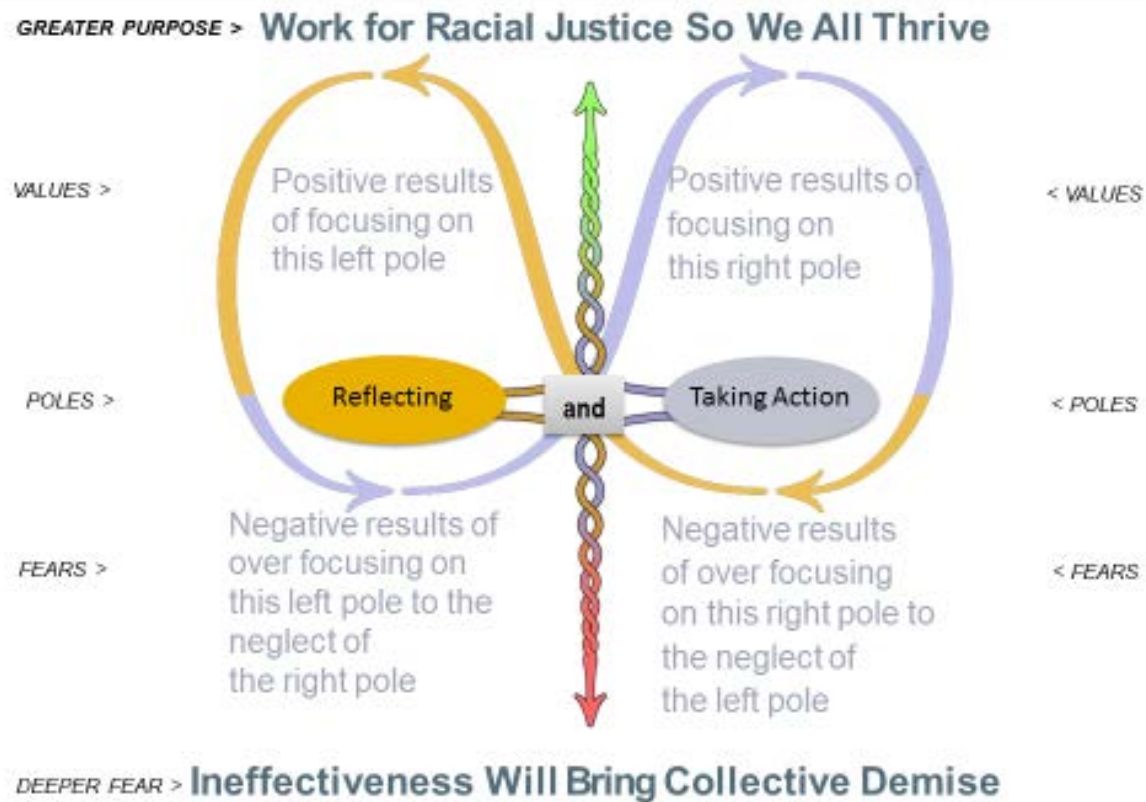 GREATER PURPOSE > Work for Racial Justice So We All Thrive
VALUES >
Positive results
of focusing on
this left pole
Positive results of
focusing on
this right pole
< VALUES
POLES >
Reflecting
and
Taking Action
< POLES
FEARS >
Negative results of
over focusing on
this left pole to the
neglect of
the right pole
Negative results
of over focusing
on this right pole to
the neglect of
the left pole
< FEARS
DEEPER FEAR > Ineffectiveness Will Bring Collective Demise